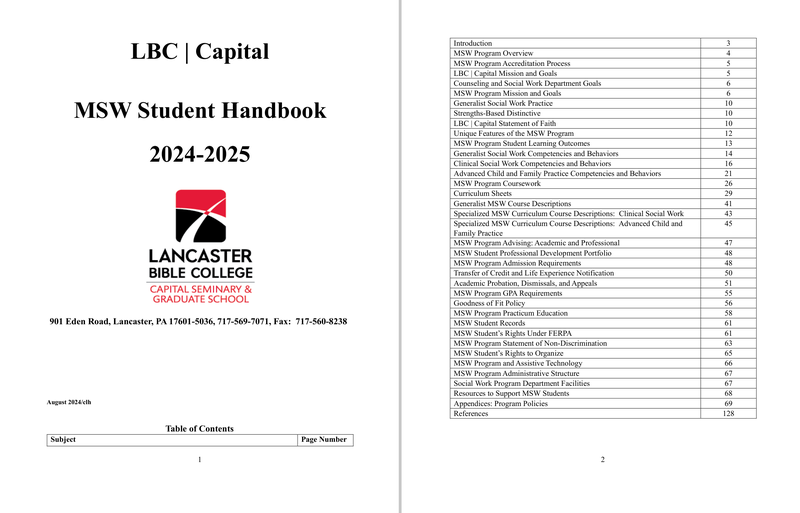 LBC | Capital
MSW Student Handbook
2024-2025
LANCASTER
BIBLE COLLEGE
CAPITAL SEMINARY &
GRADUATE SCHOOL
901 Eden Road, Lancaster, PA 17601-5036, 717-569-7071, Fax: 717-560-8238
August 2024/clh
Table of Contents
Subject Page Number
1
Introduction 3
MSW Program Overview 4
MSW Program Accreditation Process 5
LBC | Capital Mission and Goals 5
Counseling and Social Work Department Goals 6
MSW Program Mission and Goals 6
Generalist Social Work Practice 10
Strengths-Based Distinctive 10
LBC | Capital Statement of Faith 10
Unique Features of the MSW Program 12
MSW Program Student Learning Outcomes 13
Generalist Social Work Competencies and Behaviors 14
Clinical Social Work Competencies and Behaviors 16
Advanced Child and Family Practice Competencies and Behaviors 21
MSW Program Coursework 26
Curriculum Sheets 29
Generalist MSW Course Descriptions 41
Specialized MSW Curriculum Course Descriptions: Clinical Social Work 43
Specialized MSW Curriculum Course Descriptions: Advanced Child and 45
Family Practice
MSW Program Advising: Academic and Professional 47
MSW Student Professional Development Portfolio 48
MSW Program Admission Requirements 48
Transfer of Credit and Life Experience Notification 50
Academic Probation, Dismissals, and Appeals 51
MSW Program GPA Requirements 55
Goodness of Fit Policy 56
MSW Program Practicum Education 58
MSW Student Records 61
MSW Student's Rights Under FERPA 61
MSW Program Statement of Non-Discrimination 63
MSW Student's Rights to Organize 65
MSW Program and Assistive Technology 66
MSW Program Administrative Structure 67
Social Work Program Department Facilities 67
Resources to Support MSW Students 68
Appendices: Program Policies 69
References 128
2